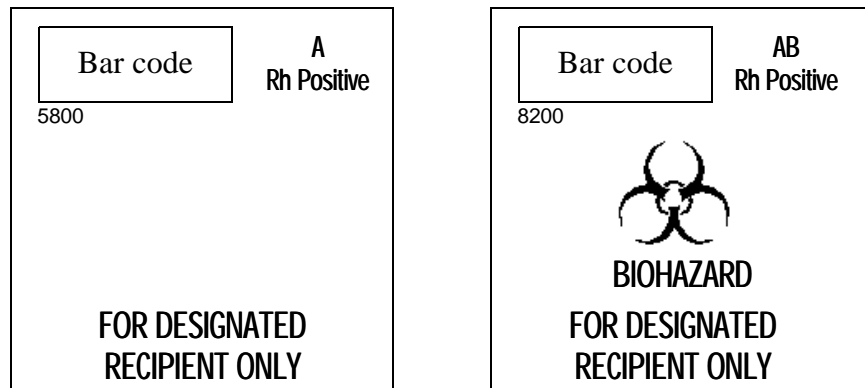 Bar code
A
Rh Positive
5800
FOR DESIGNATED
RECIPIENT ONLY
Bar code
AB
Rh Positive
8200
BIOHAZARD
FOR DESIGNATED
RECIPIENT ONLY